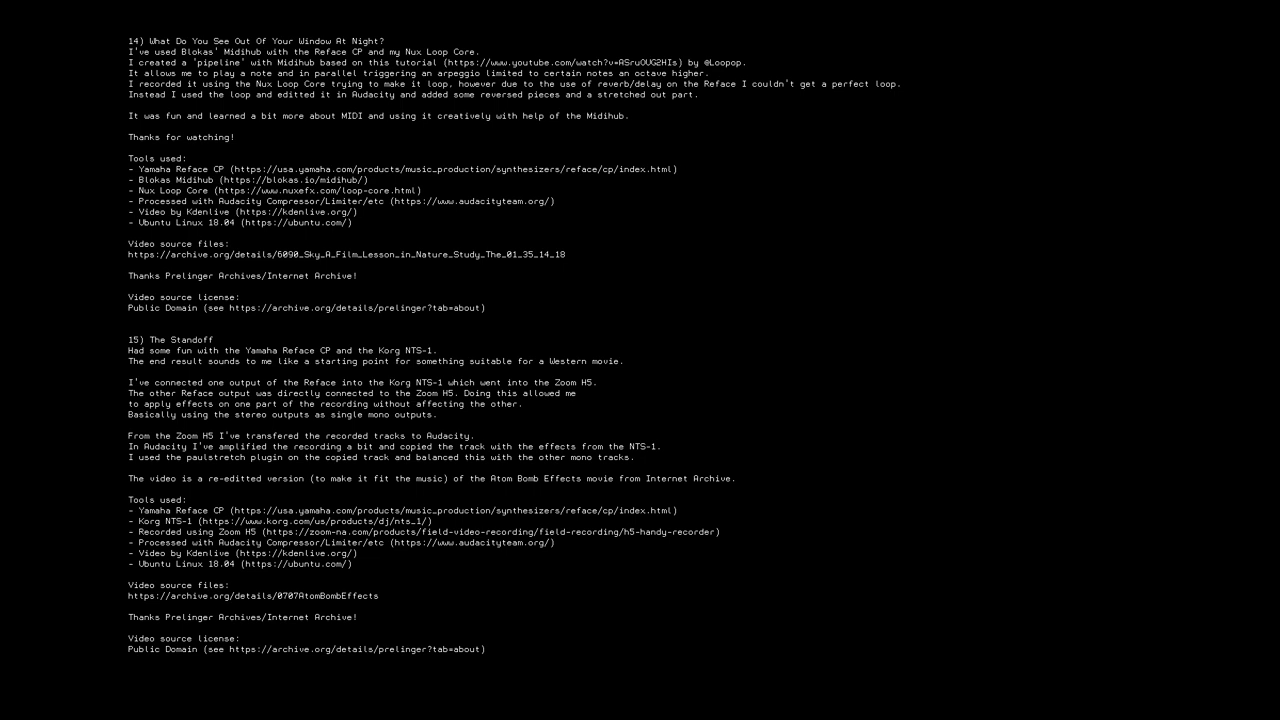 14) What Do You See Out Of Your Window At Night?
I've used Blokas' Midihub with the Reface CP and my Nux Loop Core.
I created a 'pipeline' with Midihub based on this tutorial (https://www.youtube.com/watch?v=ASruOUG2HIs) by @Loopop.
It allows me to play a note and in parallel triggering an arpeggio limited to certain notes an octave higher.
I recorded it using the Nux Loop Core trying to make it loop, however due to the use of reverb/delay on the Reface I couldn't get a perfect loop.
Instead I used the loop and editted it in Audacity and added some reversed pieces and a stretched out part.
It was fun and learned a bit more about MIDI and using it creatively with help of the Midihub.
Thanks for watching!
Tools used:
- Yamaha Reface CP (https://usa.yamaha.com/products/music_production/synthesizers/reface/cp/index.html)
- Blokas Midihub (https://blokas.io/midihub/)
- Nux Loop Core (https://www.nuxefx.com/loop-core.html)
- Processed with Audacity Compressor/Limiter/etc (https://www.audacityteam.org/)
- Video by Kdenlive (https://kdenlive.org/)
- Ubuntu Linux 18.04 (https://ubuntu.com/)
Video source files:
https://archive.org/details/6090_Sky_A_Film_Lesson_in_Nature_Study_The_01_35_14_18
Thanks Prelinger Archives/Internet Archive!
Video source license:
Public Domain (see https://archive.org/details/prelinger?tab=about)
15) The Standoff
Had some fun with the Yamaha Reface CP and the Korg NTS-1.
The end result sounds to me like a starting point for something suitable for a Western movie.
I've connected one output of the Reface into the Korg NTS-1 which went into the Zoom H5.
The other Reface output was directly connected to the Zoom H5. Doing this allowed me
to apply effects on one part of the recording without affecting the other.
Basically using the stereo outputs as single mono outputs.
From the Zoom H5 I've transfered the recorded tracks to Audacity.
In Audacity I've amplified the recording a bit and copied the track with the effects from the NTS-1.
I used the paulstretch plugin on the copied track and balanced this with the other mono tracks.
The video is a re-editted version (to make it fit the music) of the Atom Bomb Effects movie from Internet Archive.
Tools used:
- Yamaha Reface CP (https://usa.yamaha.com/products/music_production/synthesizers/reface/cp/index.html)
- Korg NTS-1 (https://www.korg.com/us/products/dj/nts_1/)
- Recorded using Zoom H5 (https://zoom-na.com/products/field-video-recording/field-recording/h5-handy-recorder)
- Processed with Audacity Compressor/Limiter/etc (https://www.audacityteam.org/)
- Video by Kdenlive (https://kdenlive.org/)
- Ubuntu Linux 18.04 (https://ubuntu.com/)
Video source files:
https://archive.org/details/0707AtomBombEffects
Thanks Prelinger Archives/Internet Archive!
Video source license:
Public Domain (see https://archive.org/details/prelinger?tab=about)